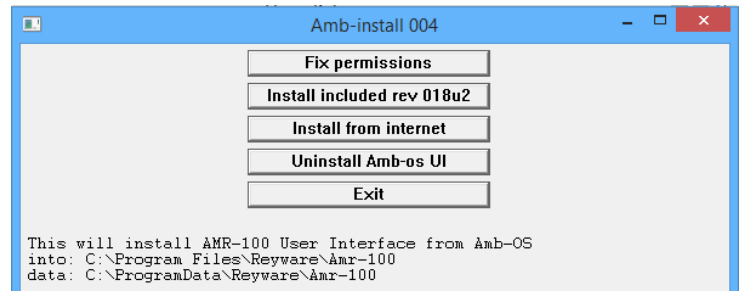 Amb-install 004
Fix permissions
Install included rev 018u2
Install from internet
Uninstall Amb-os UI
Exit
This will install AMR-100 User Interface from Amb-OS
into: C:\Program Files\Reyware\Amr-100
data: C:\ProgramData\Reyware\Amr-100